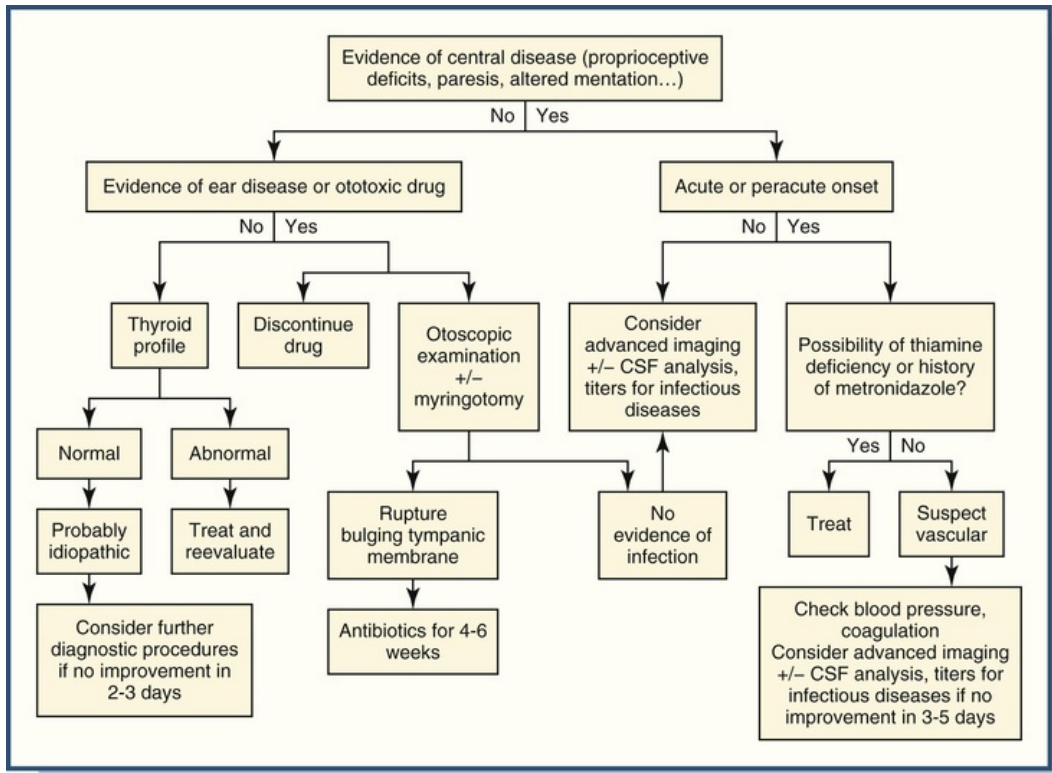 Evidence of central disease (proprioceptive
deficits, paresis, altered mentation…)
No Yes
Evidence of ear disease or ototoxic drug
Acute or peracute onset
No Yes
No Yes
Thyroid
profile
Discontinue
drug
Otoscopic
examination
+/–
myringotomy
Consider
advanced imaging
+/– CSF analysis,
titers for infectious
diseases
Possibility of thiamine
deficiency or history
of metronidazole?
Normal
Abnormal
Yes No
Probably
idiopathic
Treat and
reevaluate
Rupture
bulging tympanic
membrane
No
evidence of
infection
Treat
Suspect
vascular
Consider further
diagnostic procedures
if no improvement in
2-3 days
Antibiotics for 4-6
weeks
Check blood pressure,
coagulation
Consider advanced imaging
+/– CSF analysis, titers for
infectious diseases if no
improvement in 3-5 days